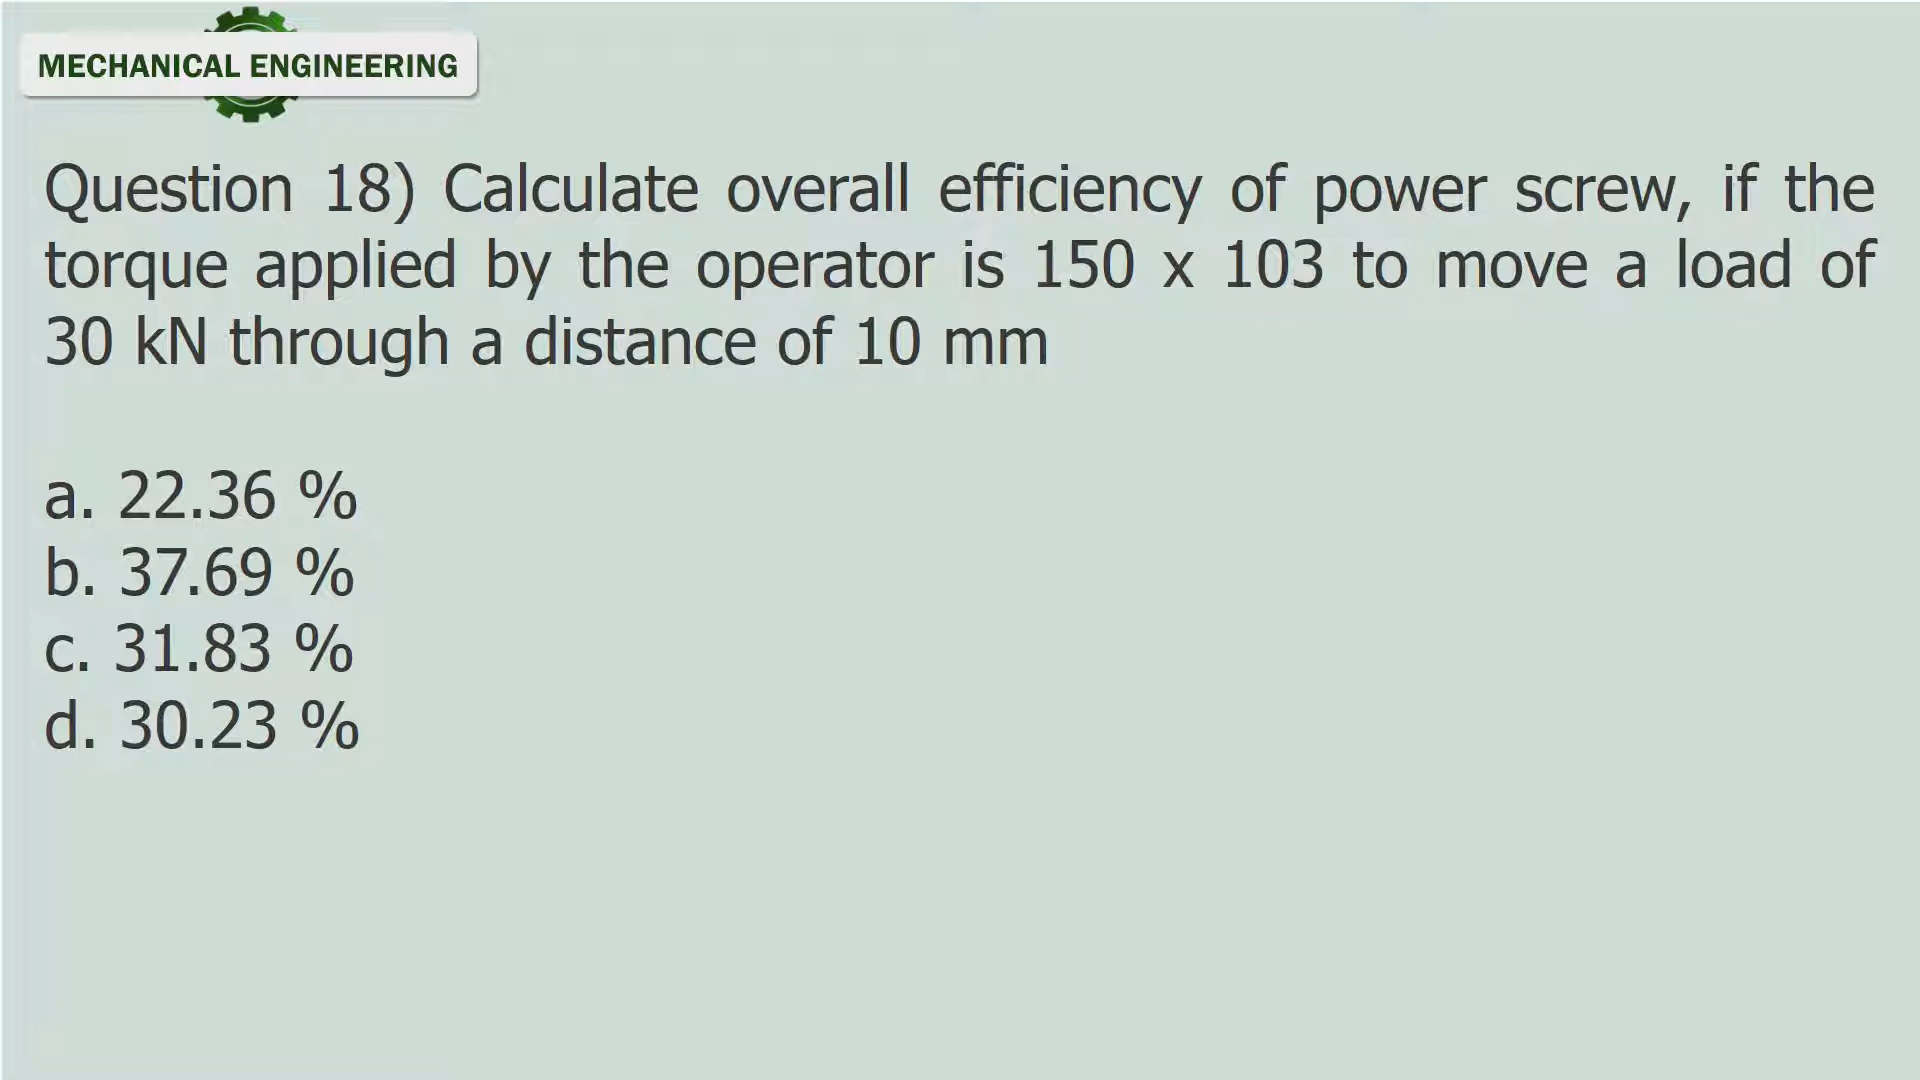 MECHANICAL ENGINEERING
Question 18) Calculate overall efficiency of power screw, if the
torque applied by the operator is 150 x 103 to move a load of
30 kN through a distance of 10 mm
a. 22.36 %
b. 37.69 %
c. 31.83 %
d. 30.23 %